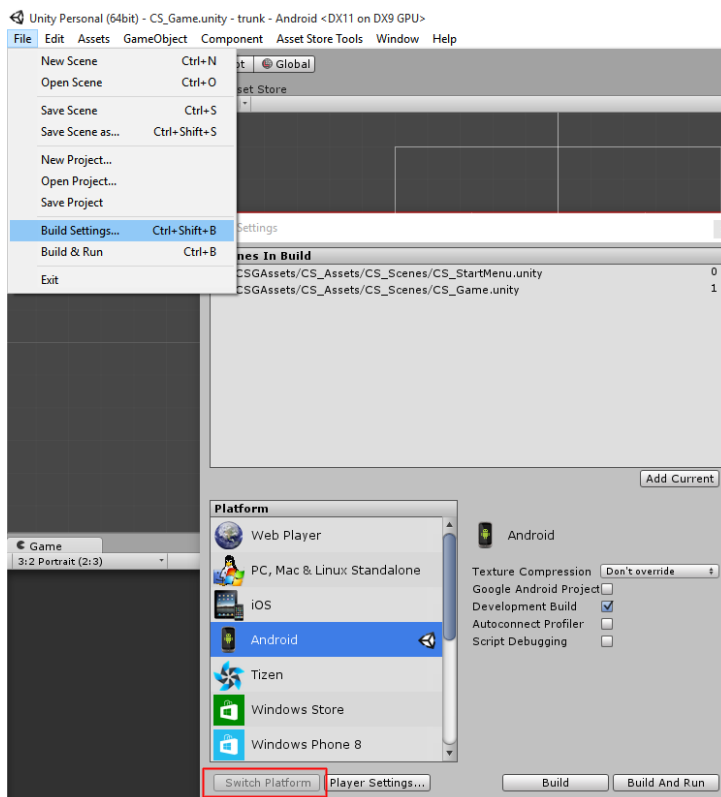 Unity Personal (64bit) - CS_Game.unity - trunk - Android <DX11 on DX9 GPU>
File Edit Assets GameObject Component Asset Store Tools Window Help
New Scene Ctrl+N
Open Scene Ctrl+O
Save Scene Ctrl+S
Save Scene as... Ctrl+Shift+S
New Project...
Open Project...
Save Project
Build Settings... Ctrl+Shift+B
Build & Run Ctrl+B
Exit
Global
set Store
Settings
nes In Build
CSGAssets/CS_Assets/CS_Scenes/CS_StartMenu.unity 0
CSGAssets/CS_Assets/CS_Scenes/CS_Game.unity 1
Add Current
Game
3:2 Portrait (2:3)
Platform
Web Player
PC, Mac & Linux Standalone
iOS
Android
Tizen
Windows Store
Windows Phone 8
Android
Texture Compression Don't override
Google Android Project
Development Build
Autoconnect Profiler
Script Debugging
Switch Platform Player Settings... Build Build And Run